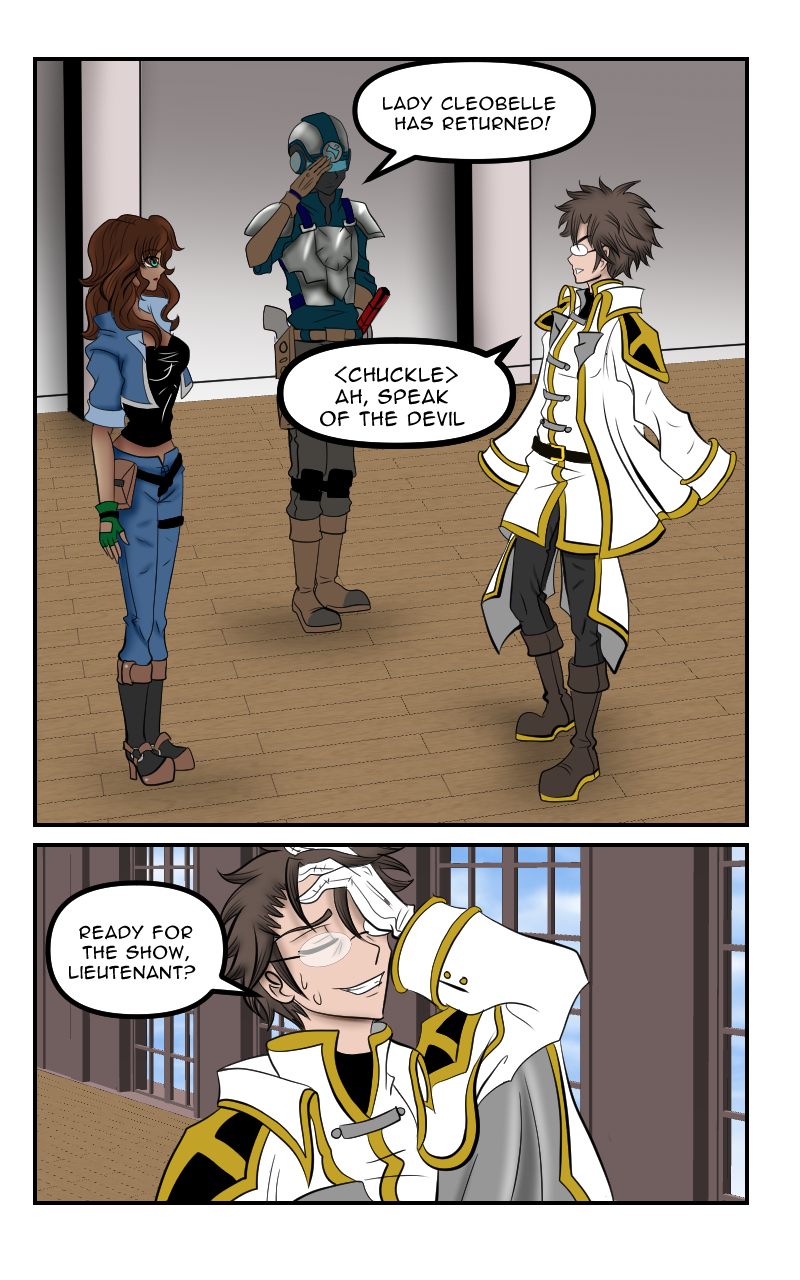 LADY CLEOBELLE
HAS RETURNED!
<CHUCKLE>
AH, SPEAK
OF THE DEVIL
READY FOR
THE SHOW,
LIEUTENANT?